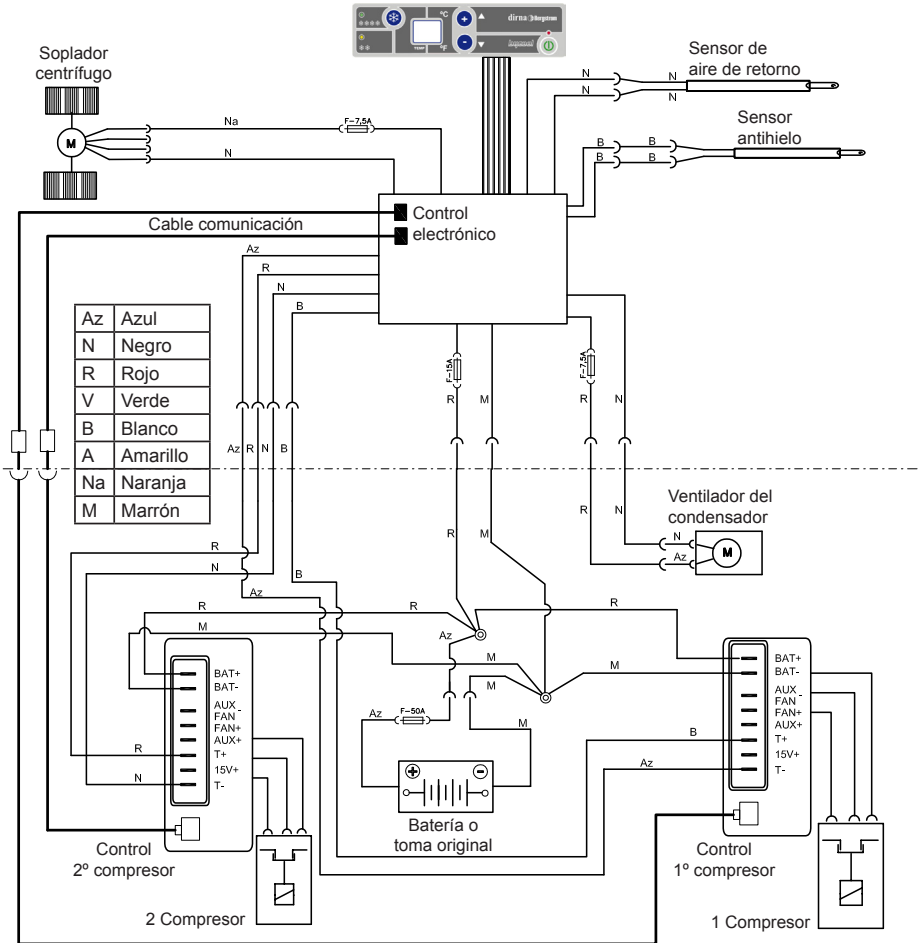 °C
dirna Bergstrom
TEMP
°F
Soplador
centrífugo
M
Na
F-7,5A
N
N
N
N
N
Sensor de
aire de retorno
Sensor
antihielo
B
B
B
B
Cable comunicación
Control
electrónico
Az
R
N
B
Az Azul
N Negro
R Rojo
V Verde
B Blanco
A Amarillo
Na Naranja
M Marrón
F-15A
F-7,5A
R
M
R
N
Az
R
N
B
R
M
R
N
Ventilador del
condensador
N
Az
M
R
N
B
Az
R
R
R
M
Az
M
M
M
BAT+
BAT-
AUX -
FAN
FAN+
AUX+
T+
15V+
T-
R
N
Az
F-50A
M
B
Az
BAT+
BAT-
AUX -
FAN
FAN+
AUX+
T+
15V+
T-
Batería o
toma original
Control
2º compresor
2 Compresor
Control
1º compresor
1 Compresor